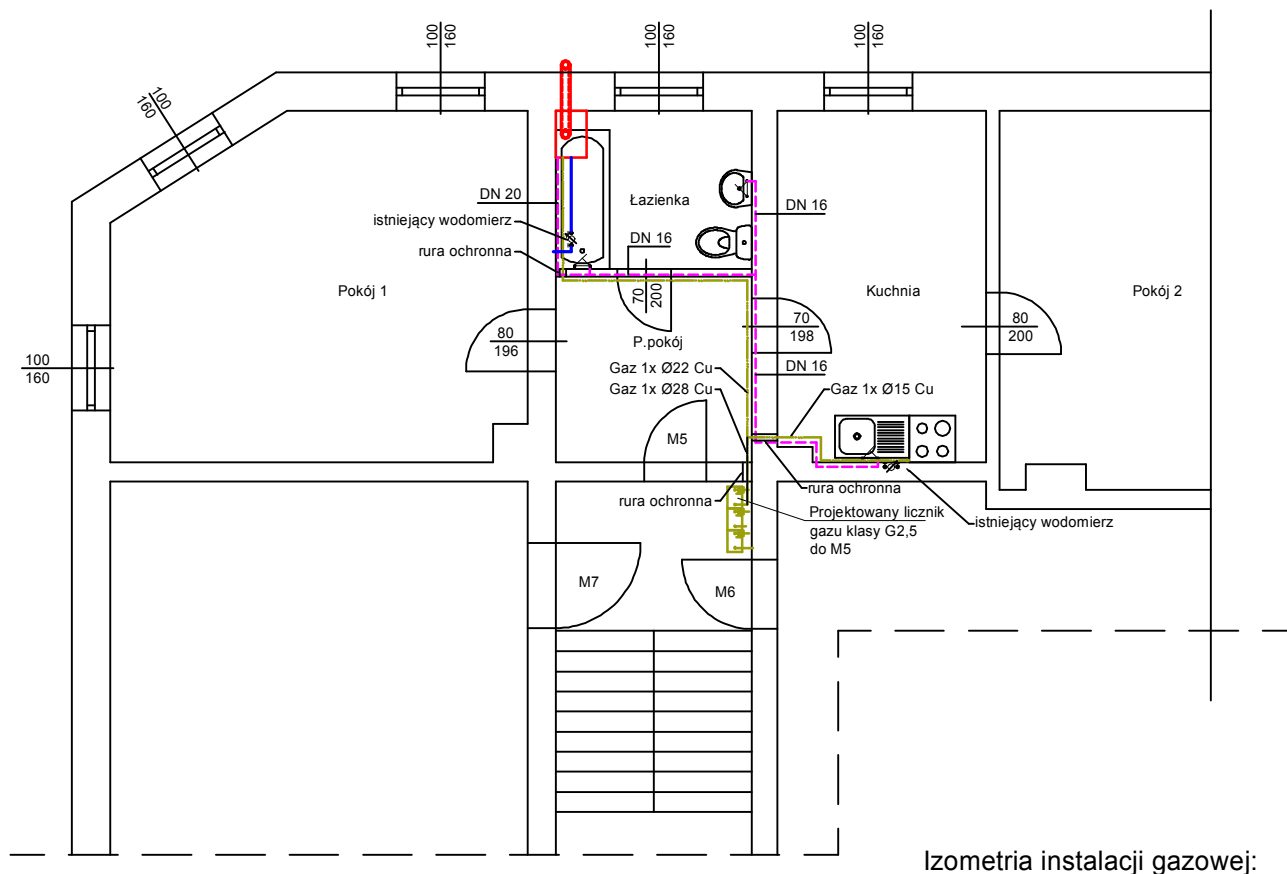 100
160
100
160
100
160
100
160
DN 20
Łazienka
DN 16
istniejący wodomierz
DN 16
rura ochronna
Pokój 1
Kuchnia
Pokój 2
70
200
80
196
P.pokój
70
198
80
200
100
160
Gaz 1x Ø22 Cu
DN 16
Gaz 1x Ø28 Cu
Gaz 1x Ø15 Cu
M5
rura ochronna
rura ochronna
Projektowany licznik
gazu klasy G2,5
do M5
istniejący wodomierz
M7
M6
Izometria instalacji gazowej: